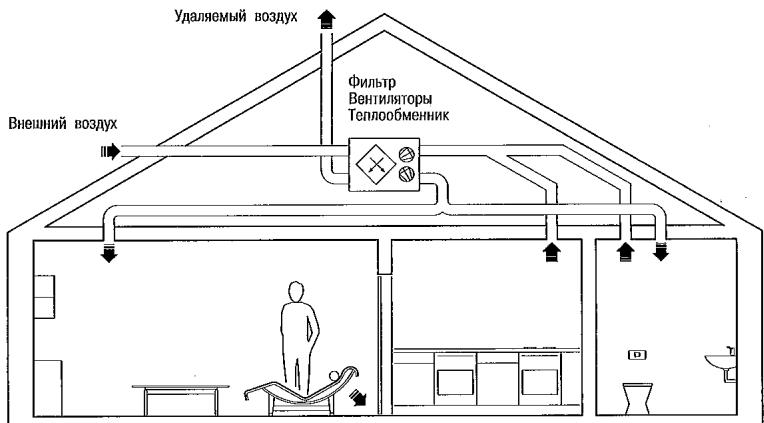 Удаляемый воздух
Фильтр
Вентиляторы
Теплообменник
Внешний воздух